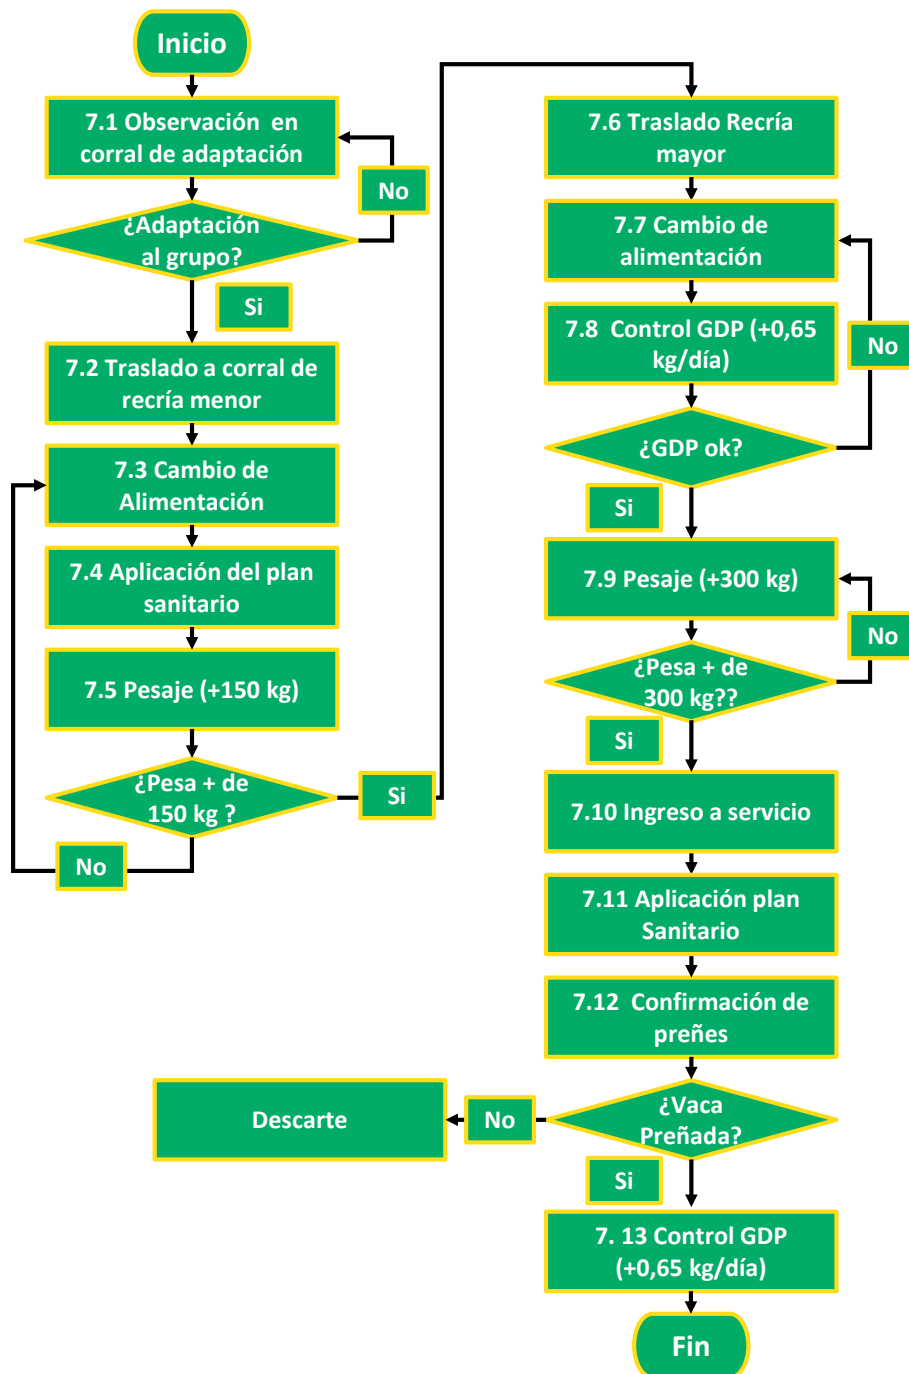 Inicio
7.1 Observación en
corral de adaptación
No
¿Adaptación
al grupo?
Si
7.2 Traslado a corral de
recría menor
7.3 Cambio de
Alimentación
7.4 Aplicación del plan
sanitario
7.5 Pesaje (+150 kg)
¿Pesa + de
150 kg ?
Si
No
7.6 Traslado Recría
mayor
7.7 Cambio de
alimentación
7.8 Control GDP (+0,65
kg/día)
No
¿GDP ok?
Si
7.9 Pesaje (+300 kg)
No
¿Pesa + de
300 kg??
Si
7.10 Ingreso a servicio
7.11 Aplicación plan
Sanitario
7.12 Confirmación de
preñes
¿Vaca
Preñada?
No
Descarte
Si
7. 13 Control GDP
(+0,65 kg/día)
Fin